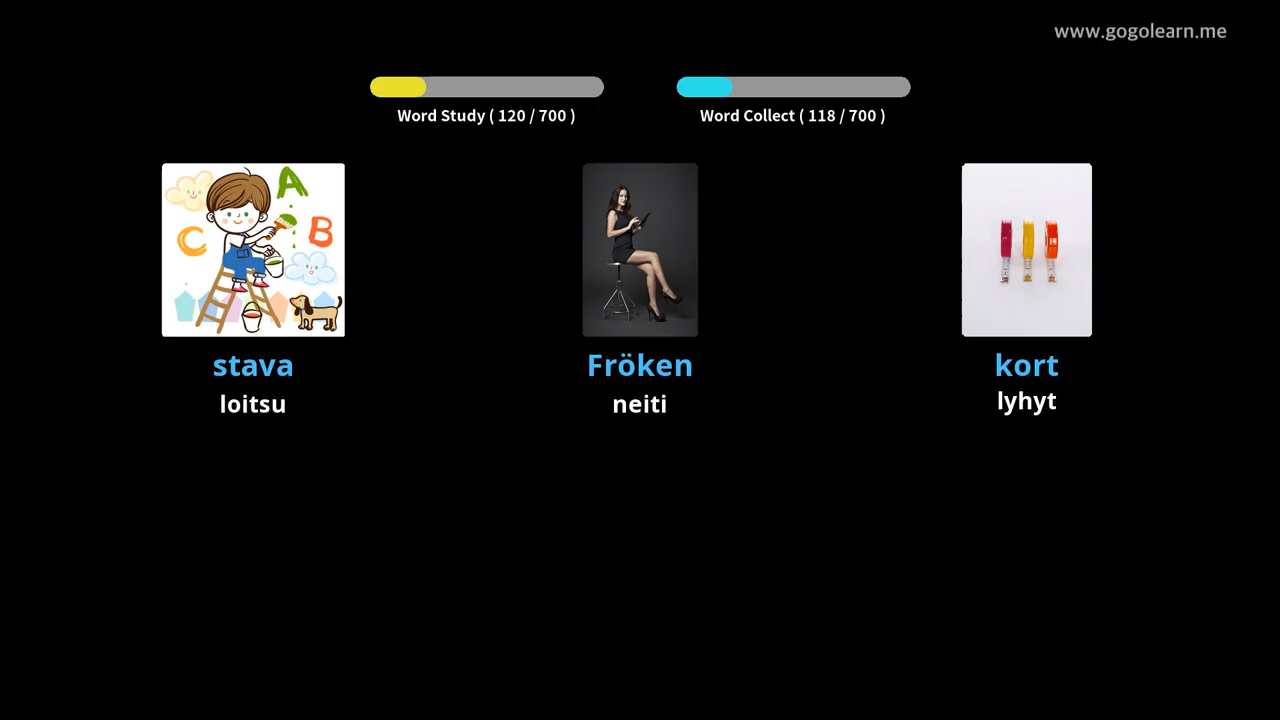 www.gogolearn.me
Word Study ( 120 / 700 )
Word Collect ( 118 / 700 )
A
B
C
stava
Fröken
kort
loitsu
neiti
lyhyt